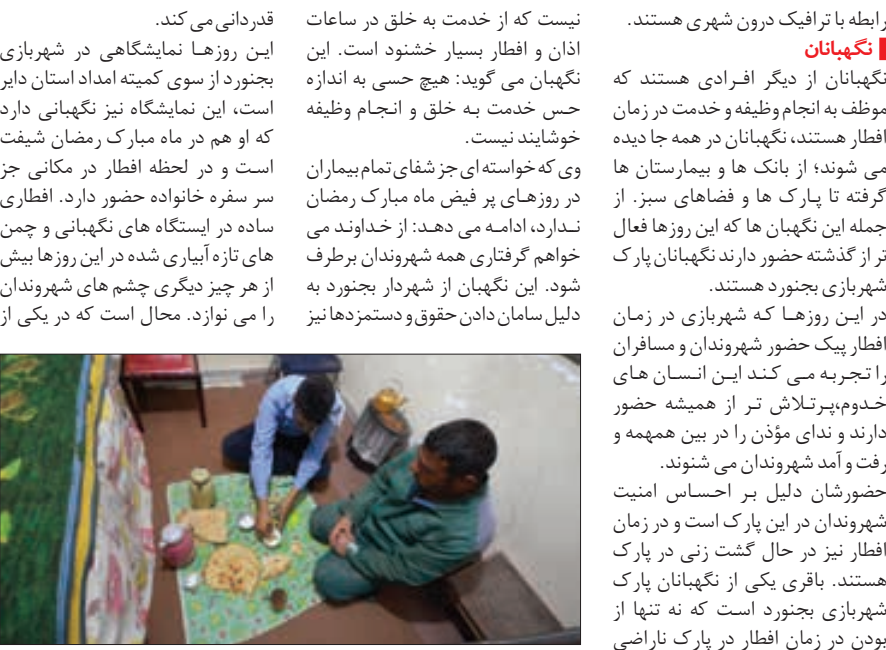 رابطه با ترافیک درون شهری هستند.
نگهبانان
نگهبانان از دیگر افرادی هستند که
موظف به انجام وظیفه و خدمت در زمان
افطار هستند، نگهبانان در همه جا دیده
می شوند؛ از بانک ها و بیمارستان ها
گرفته تا پارک ها و فضاهای سبز. از
جمله این نگهبان ها که این روزها فعال
تر از گذشته حضور دارند نگهبانان پارک
شهربازی بجنورد هستند.
در این روزها که شهربازی در زمان
افطار پیک حضور شهروندان و مسافران
را تجربه می کند این انسان های
خدوم،پرتلاش تر از همیشه حضور
دارند و ندای مؤذن را در بین همهمه و
رفت و آمد شهروندان می شنوند.
حضورشان دلیل بر احساس امنیت
شهروندان در این پارک است و در زمان
افطار نیز در حال گشت زنی در پارک
هستند. باقری یکی از نگهبانان پارک
شهربازی بجنورد است که نه تنها از
بودن در زمان افطار در پارک ناراضی
نیست که از خدمت به خلق در ساعات
اذان و افطار بسیار خشنود است. این
نگهبان می گوید: هیچ حسی به اندازه
حس خدمت به خلق و انجام وظیفه
خوشایند نیست.
وی که خواسته ای جز شفای تمام بیماران
در روزهای پر فیض ماه مبارک رمضان
ندارد، ادامه می دهد: از خداوند می
خواهم گرفتاری همه شهروندان برطرف
شود. این نگهبان از شهردار بجنورد به
دلیل سامان دادن حقوق و دستمزدها نیز
قدردانی می کند.
این روزها نمایشگاهی در شهربازی
بجنورد از سوی کمیته امداد استان دایر
است، این نمایشگاه نیز نگهبانی دارد
که او هم در ماه مبارک رمضان شیفت
است و در لحظه افطار در مکانی جز
سر سفره خانواده حضور دارد. افطاری
ساده در ایستگاه های نگهبانی و چمن
های تازه آبیاری شده در این روزها بیش
از هر چیز دیگری چشم های شهروندان
را می نوازد. محال است که در یکی از